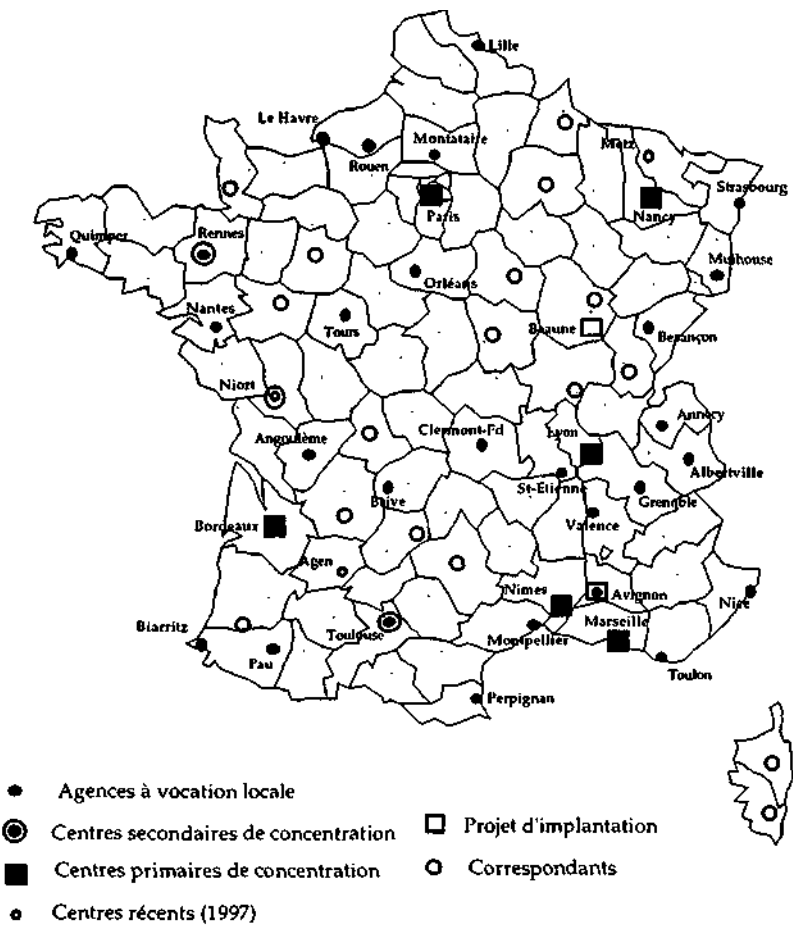 Lille
Le Havre
Montataire
Rouen
Metz
Strasbourg
Paris
Nancy
Quimper
Rennes
Mulhouse
Orléans
Nantes
Tours
Beaune
Besançon
Niort
Annecy
Angoulême
Clermont-Fd
Lyon
Albertville
St-Etienne
Brive
Grenoble
Bordeaux
Valence
Agen
Nimes
Avignon
Nice
Biarritz
Toulouse
Marseille
Montpellier
Pau
Toulon
Perpignan
Agences à vocation locale
Centres secondaires de concentration
Projet d'implantation
Centres primaires de concentration
Correspondants
Centres récents (1997)